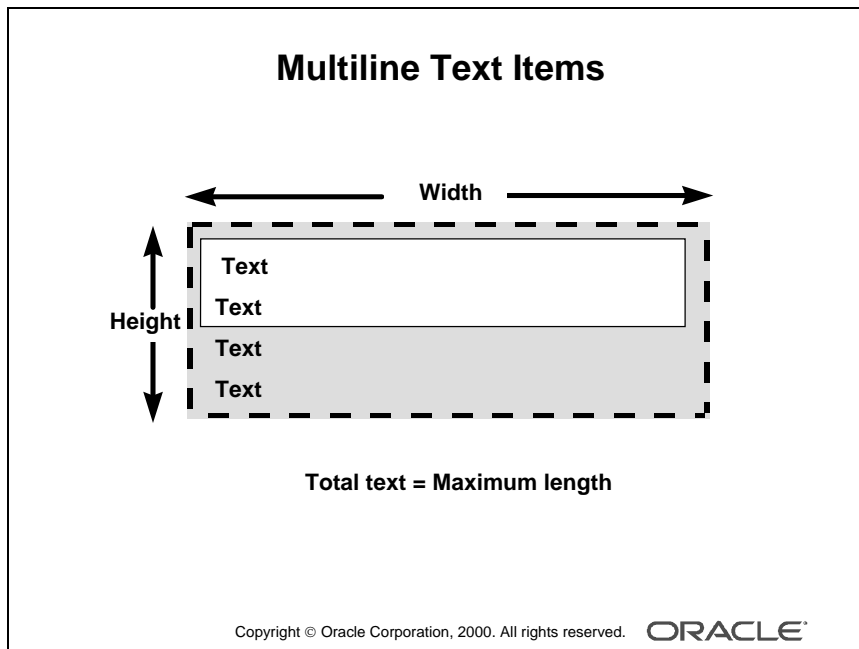 Multiline Text Items
Width
Height
Text
Text
Text
Text
Total text = Maximum length
Copyright © Oracle Corporation, 2000. All rights reserved.
ORACLE®